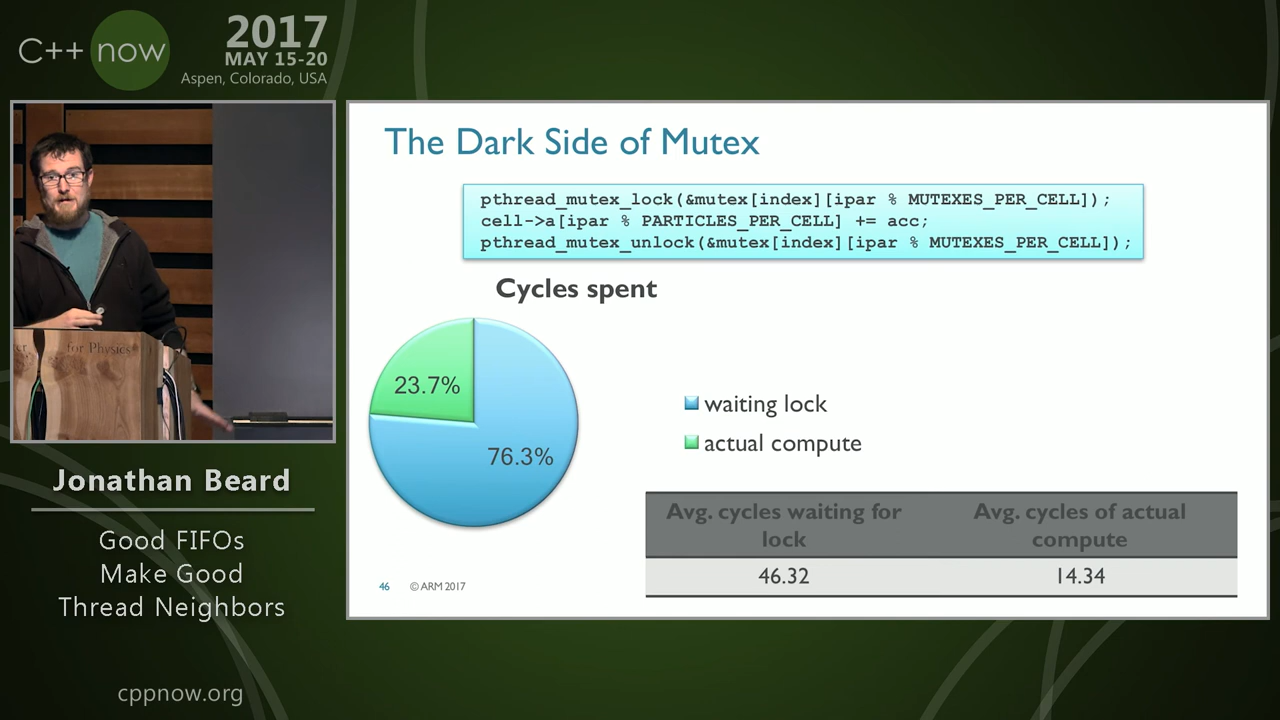 C++ now
2017
MAY 15-20
Aspen, Colorado, USA
for Physics
The Dark Side of Mutex
pthread_mutex_lock(&mutex[index][ipar % MUTEXES_PER_CELL]);
cell->a[ipar % PARTICLES_PER_CELL] += acc;
pthread_mutex_unlock(&mutex[index][ipar % MUTEXES_PER_CELL]);
Cycles spent
23.7%
76.3%
waiting lock
actual compute
Avg. cycles waiting for
lock
Avg. cycles of actual
compute
46.32
14.34
46
© ARM 2017
Jonathan Beard
Good FIFOs
Make Good
Thread Neighbors
cppnow.org